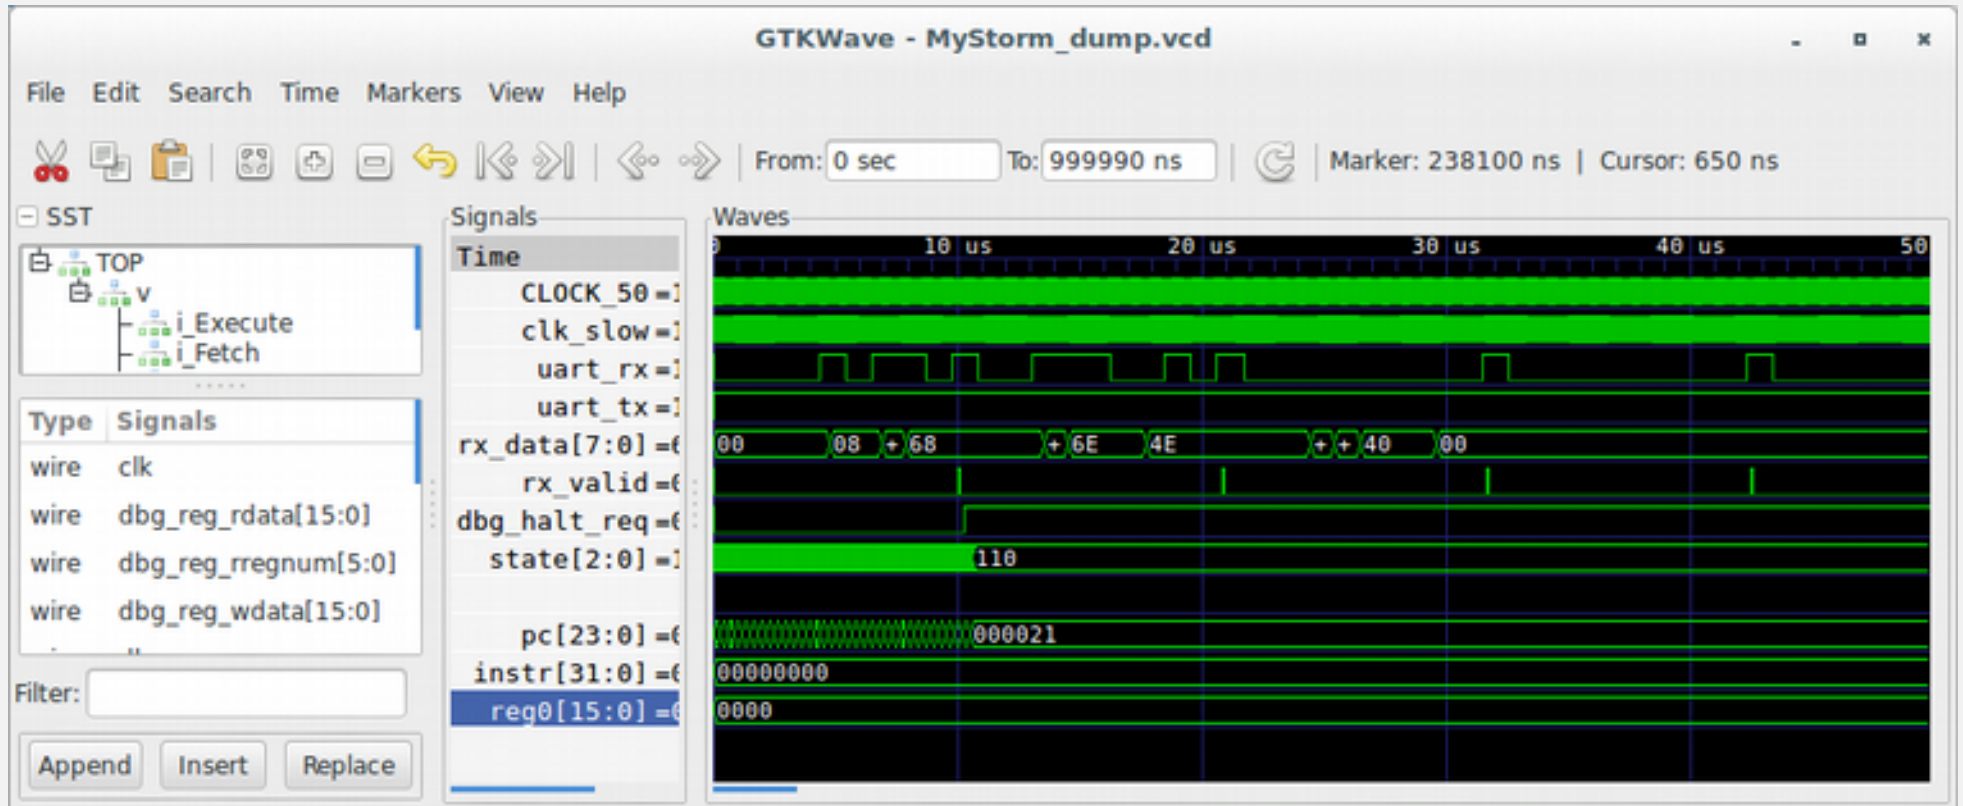 GTKWave - MyStorm_dump.vcd
File Edit Search Time Markers View Help
From: 0 sec To: 999990 ns Marker: 238100 ns | Cursor: 650 ns
SST
TOP
v
i_Execute
i_Fetch
Type Signals
wire clk
wire dbg_reg_rdata[15:0]
wire dbg_reg_rregnum[5:0]
wire dbg_reg_wdata[15:0]
Filter:
Append Insert Replace
Signals
Time
CLOCK_50=1
clk_slow=1
uart_rx=1
uart_tx=1
rx_data[7:0]=
rx_valid=
dbg_halt_req=
state[2:0]=1
pc[23:0]=
instr[31:0]=
reg0[15:0]=
Waves
0 10 us 20 us 30 us 40 us 50
00 08 + 68 + 6E 4E + + 40 00
110
000021
00000000
0000